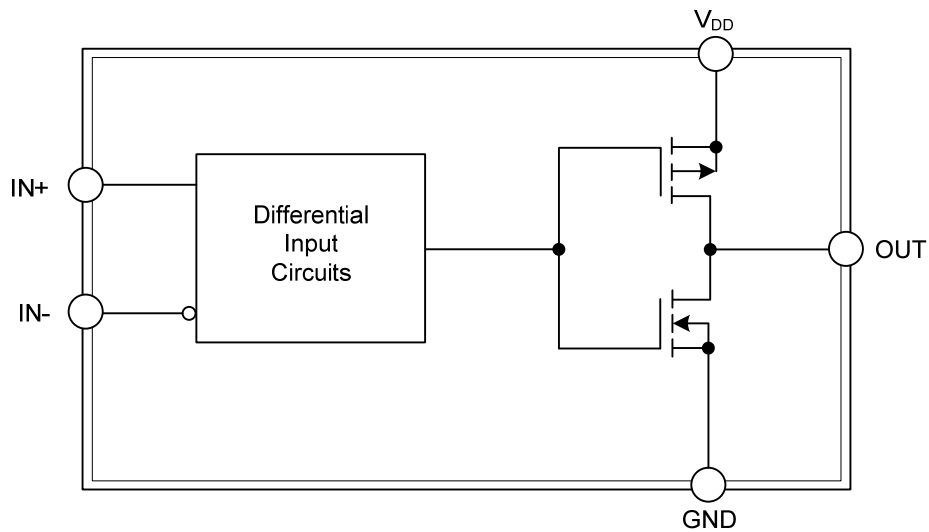 VDD
IN+
Differential
Input
Circuits
OUT
IN-
GND